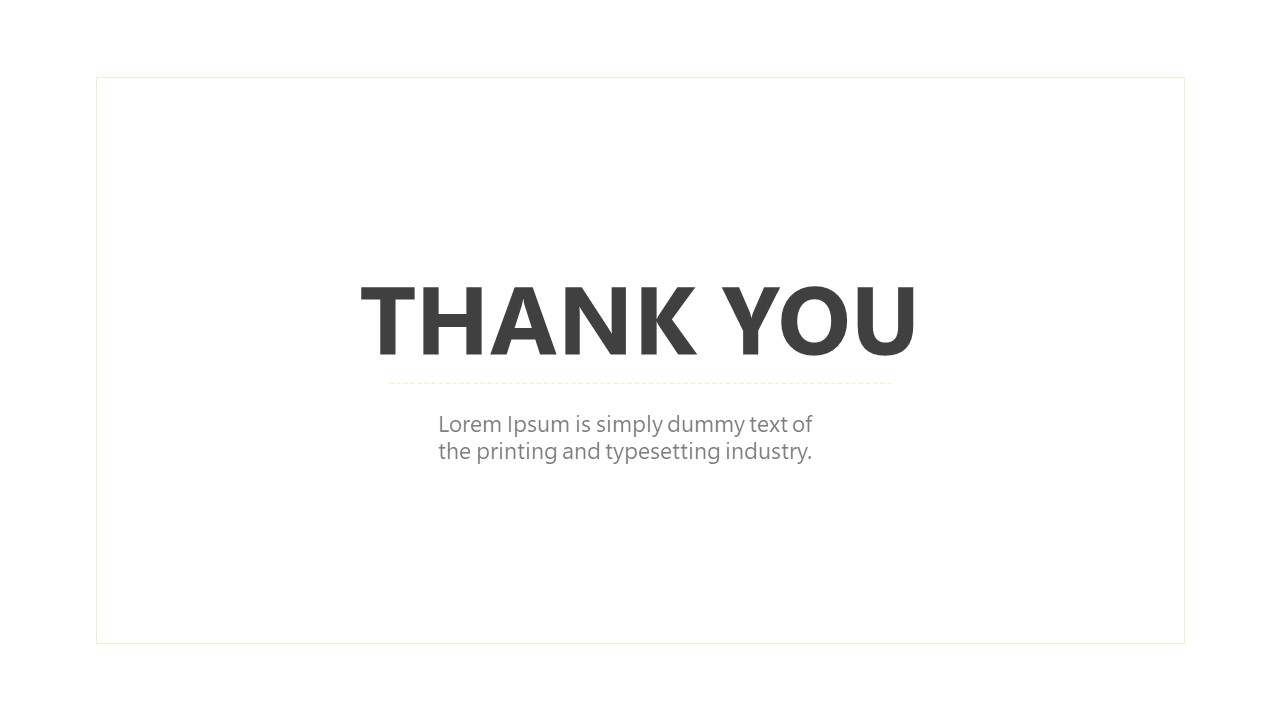 THANK YOU
Lorem Ipsum is simply dummy text of
the printing and typesetting industry.